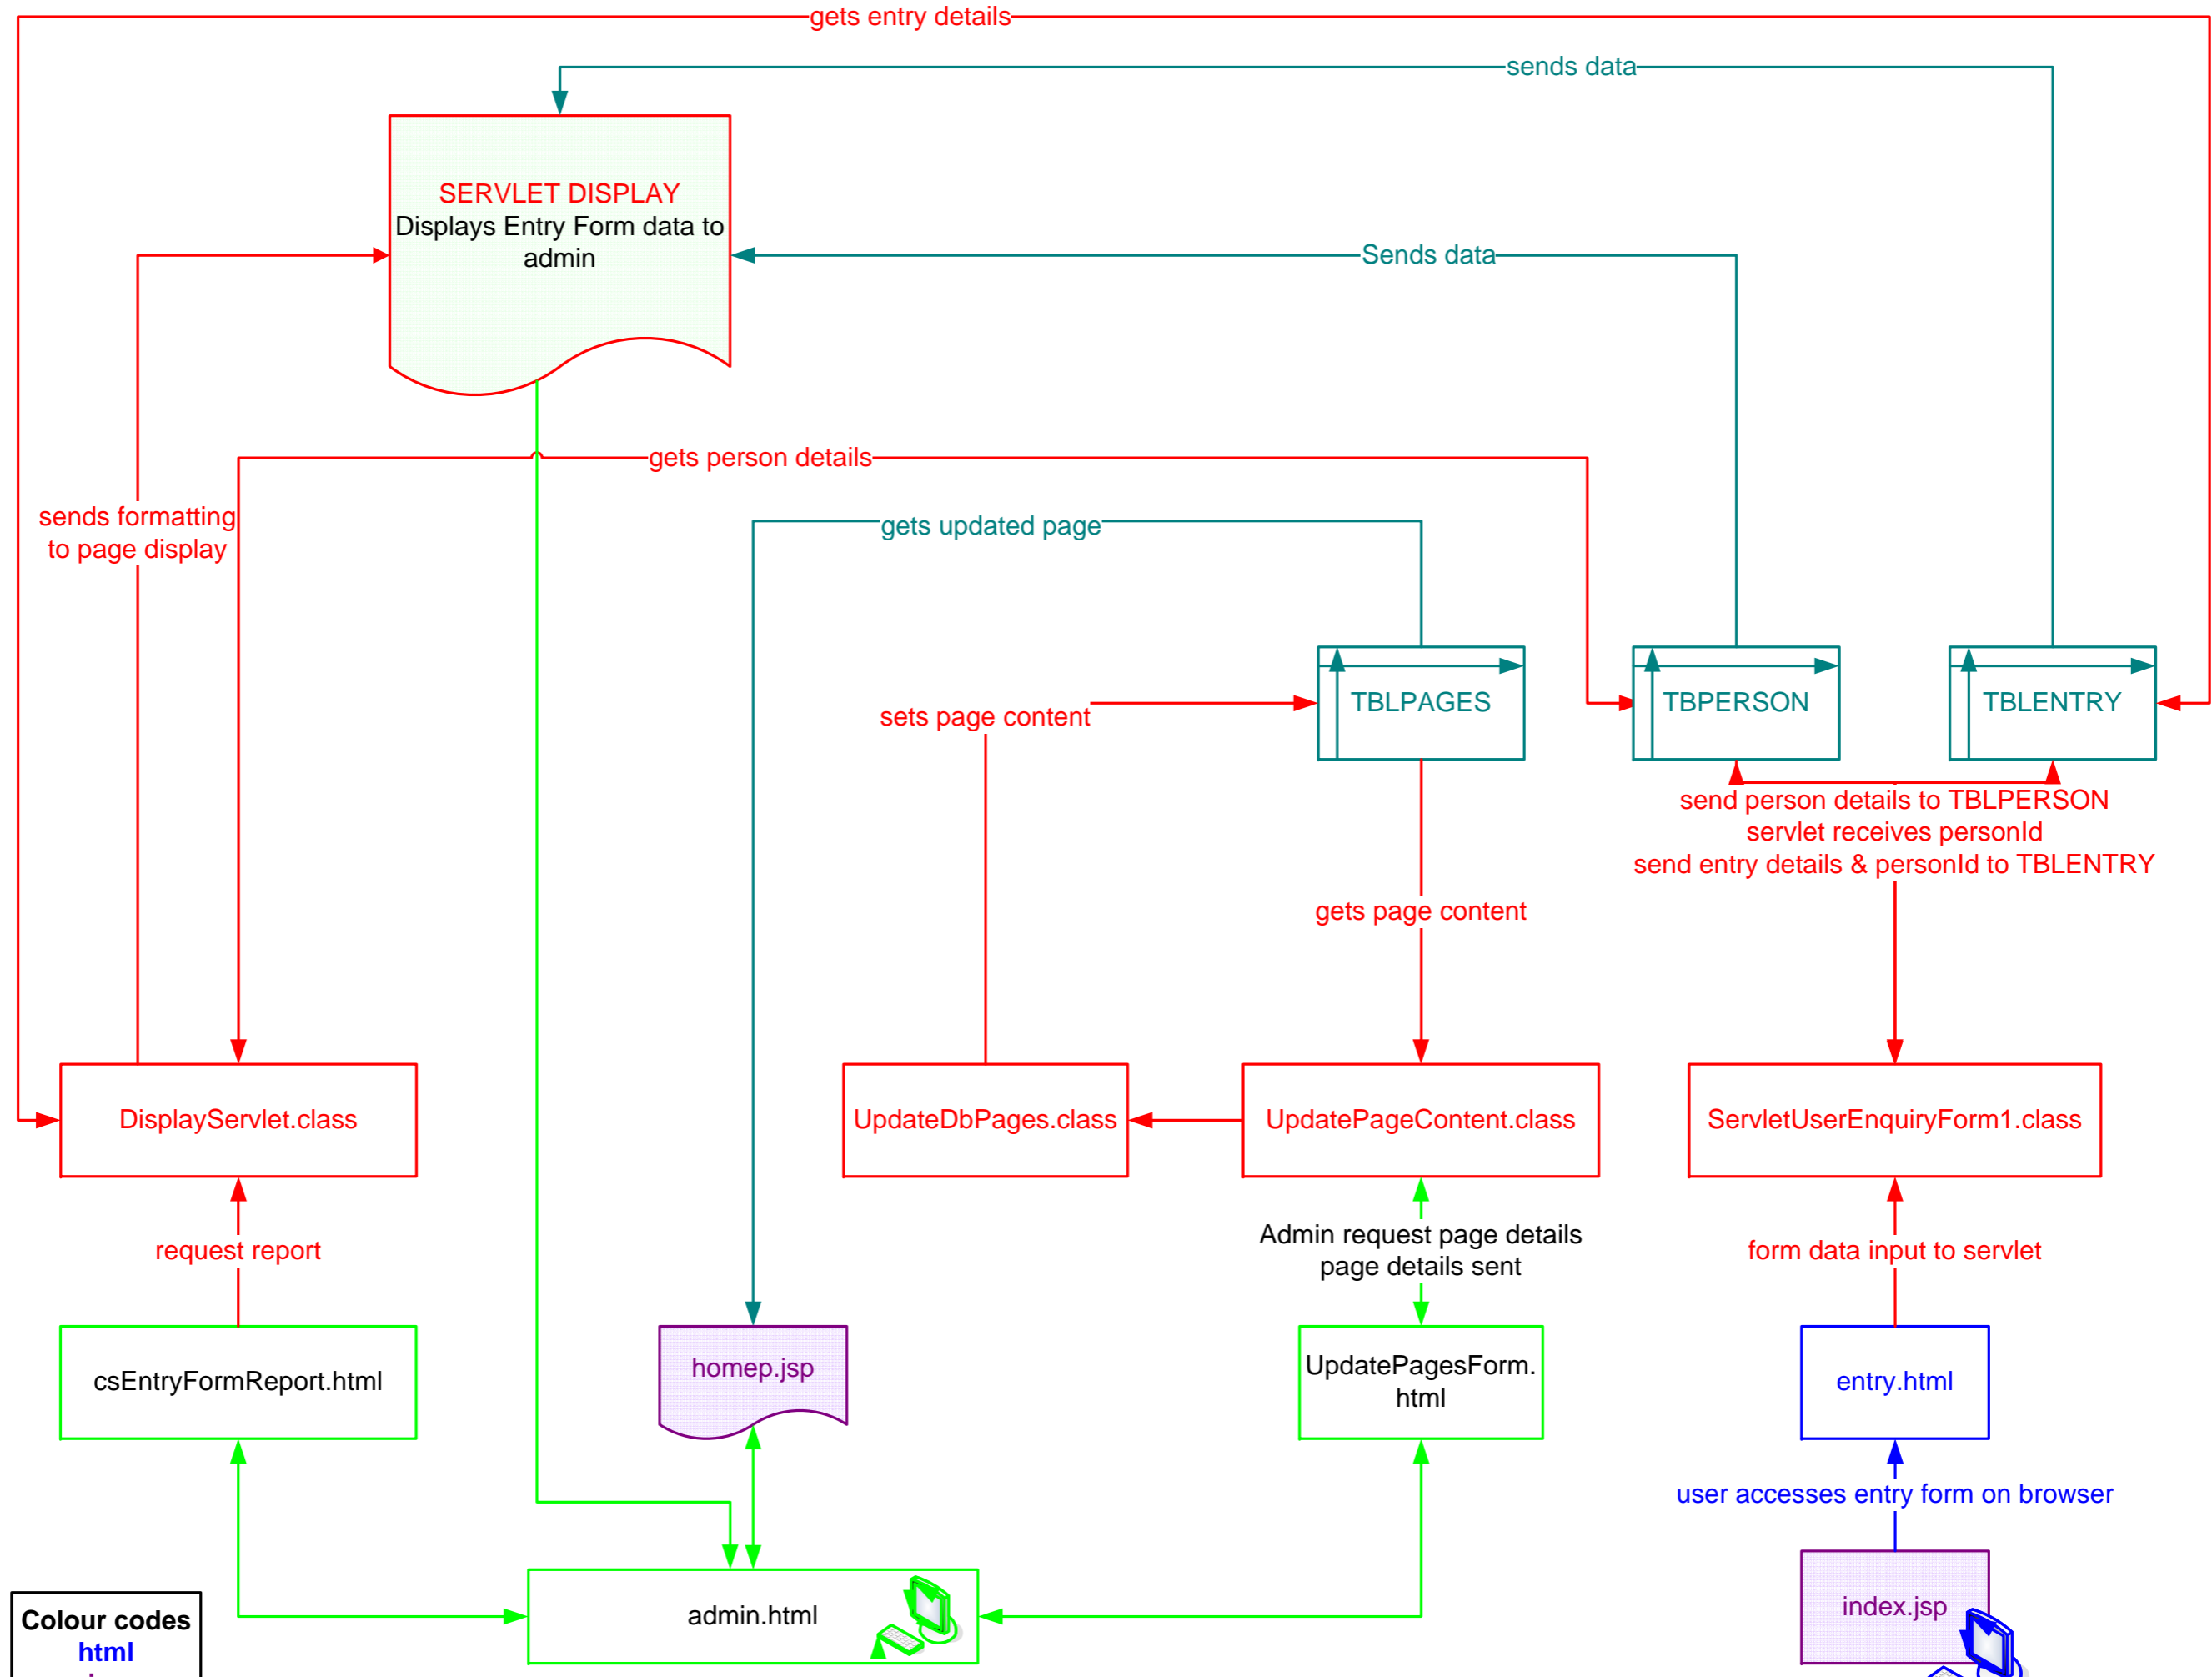 gets entry details
sends data
SERVLET DISPLAY
Displays Entry Form data to
admin
Sends data
gets person details
sends formatting
to page display
gets updated page
sets page content
TBLPAGES
TBPERSON
TBLENTRY
send person details to TBLPERSON
servlet receives personId
send entry details & personId to TBLENTRY
gets page content
DisplayServlet.class
UpdateDbPages.class
UpdatePageContent.class
ServletUserEnquiryForm1.class
request report
Admin request page details
page details sent
form data input to servlet
csEntryFormReport.html
homep.jsp
UpdatePagesForm.
html
entry.html
user accesses entry form on browser
admin.html
index.jsp
Colour codes
html